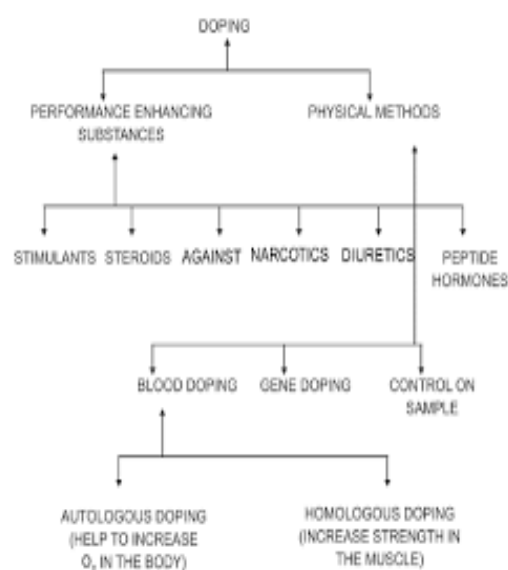 DOPING
PERFORMANCE ENHANCING
SUBSTANCES
PHYSICAL METHODS
STIMULANTS
STEROIDS
AGAINST
NARCOTICS
DIURETICS
PEPTIDE
HORMONES
BLOOD DOPING
GENE DOPING
CONTROL ON
SAMPLE
AUTOLOGOUS DOPING
(HELP TO INCREASE
O₂ IN THE BODY)
HOMOLOGOUS DOPING
(INCREASE STRENGTH IN
THE MUSCLE)